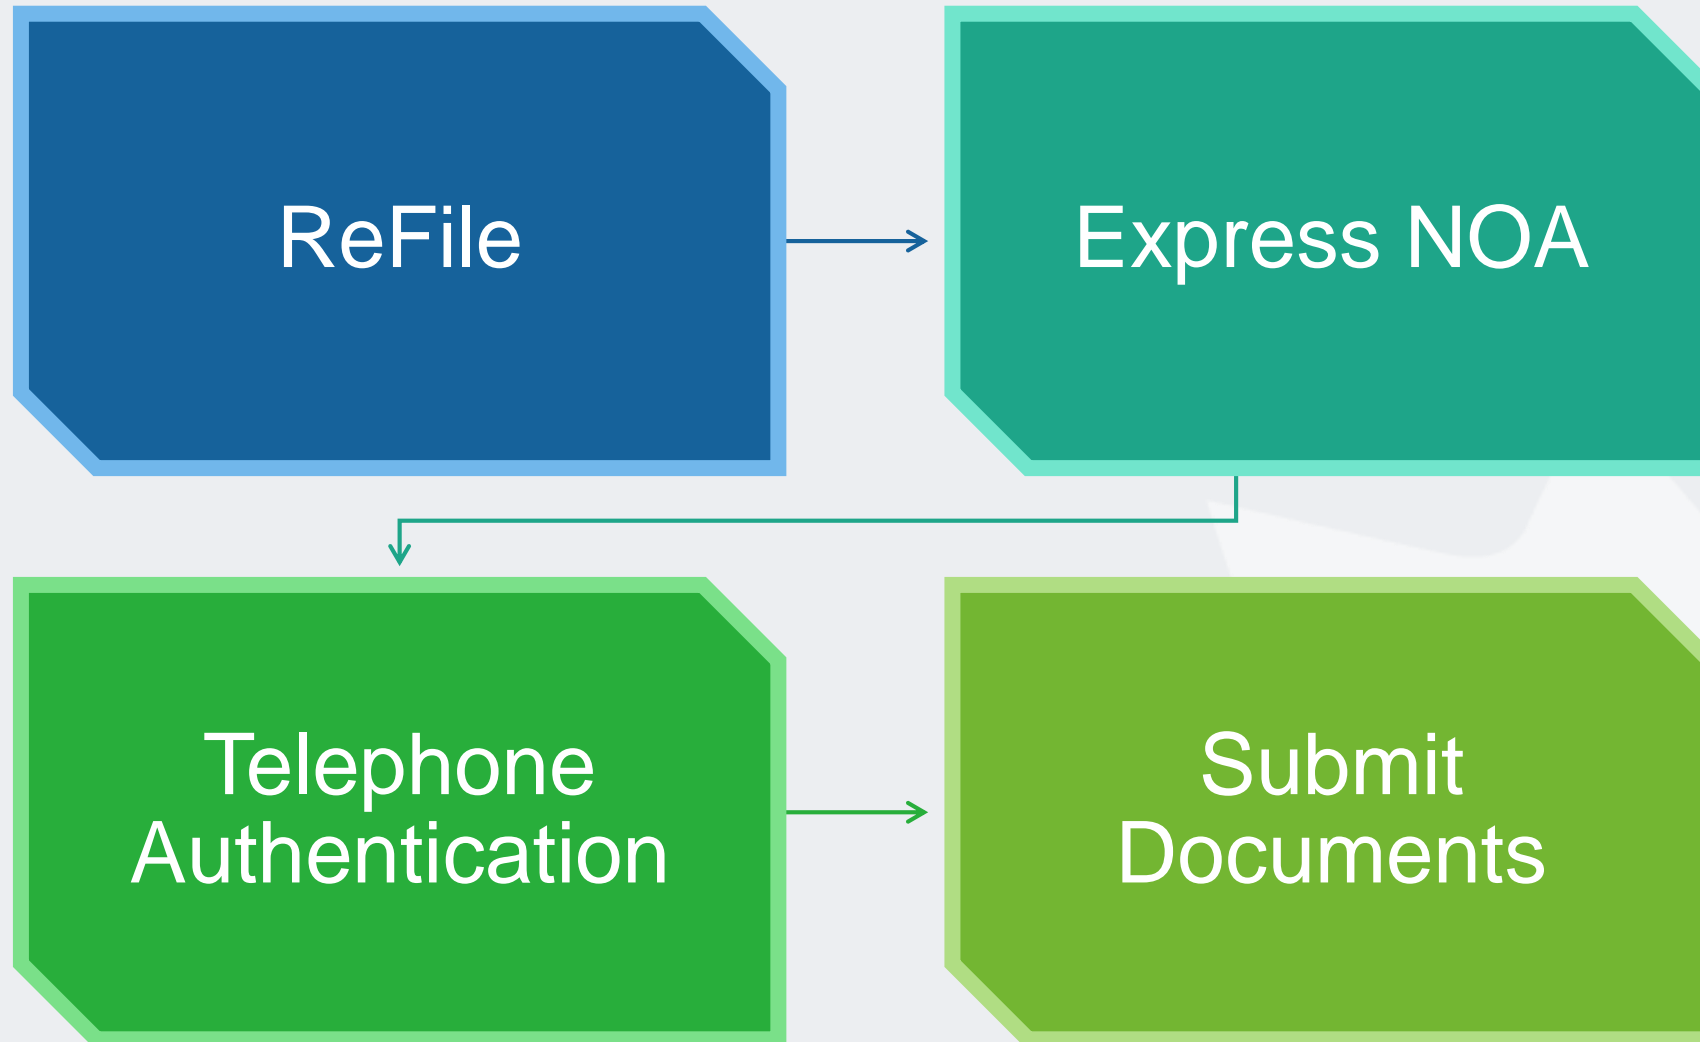 ReFile
Express NOA
Telephone
Authentication
Submit
Documents